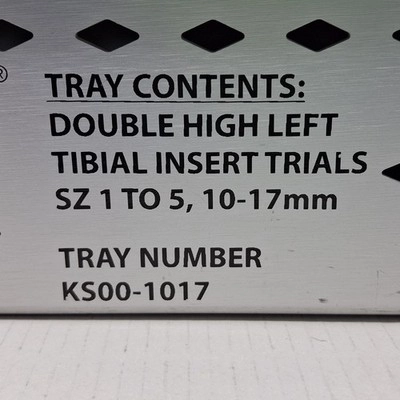 ®
TRAY CONTENTS:
DOUBLE HIGH LEFT
TIBIAL INSERT TRIALS
SZ 1 TO 5, 10-17mm
TRAY NUMBER
KS00-1017